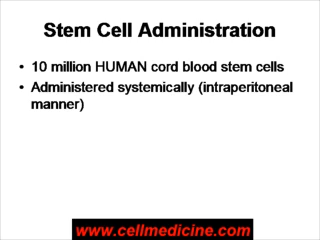 Stem Cell Administration
• 10 million HUMAN cord blood stem cells
• Administered systemically (intraperitoneal
manner)
www.cellmedicine.com